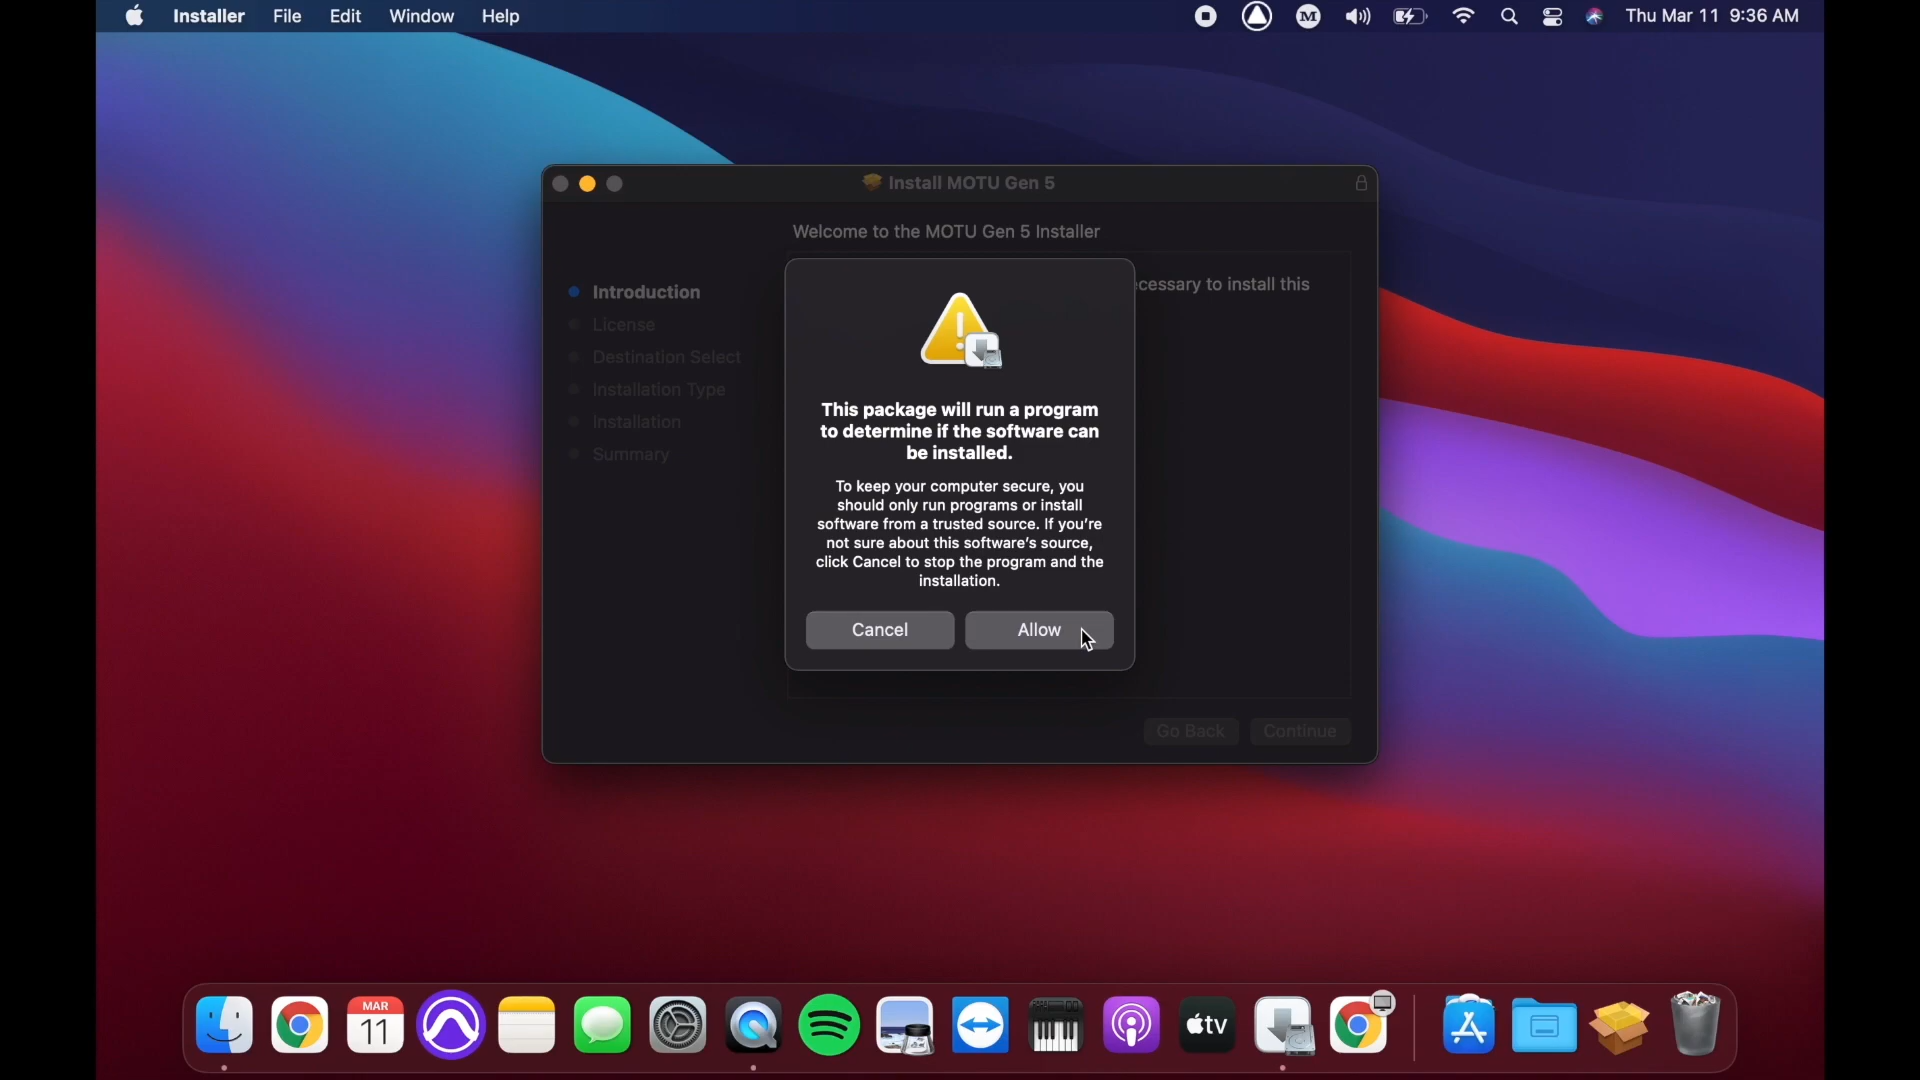 Installer File Edit Window Help
M
Thu Mar 11 9:36 AM
Install MOTU Gen 5
Welcome to the MOTU Gen 5 Installer
cessary to install this
Introduction
License
Destination Select
Installation Type
Installation
Summary
This package will run a program
to determine if the software can
be installed.
To keep your computer secure, you
should only run programs or install
software from a trusted source. If you're
not sure about this software's source,
click Cancel to stop the program and the
installation.
Cancel Allow
Go Back Continue
MAR
11
tv